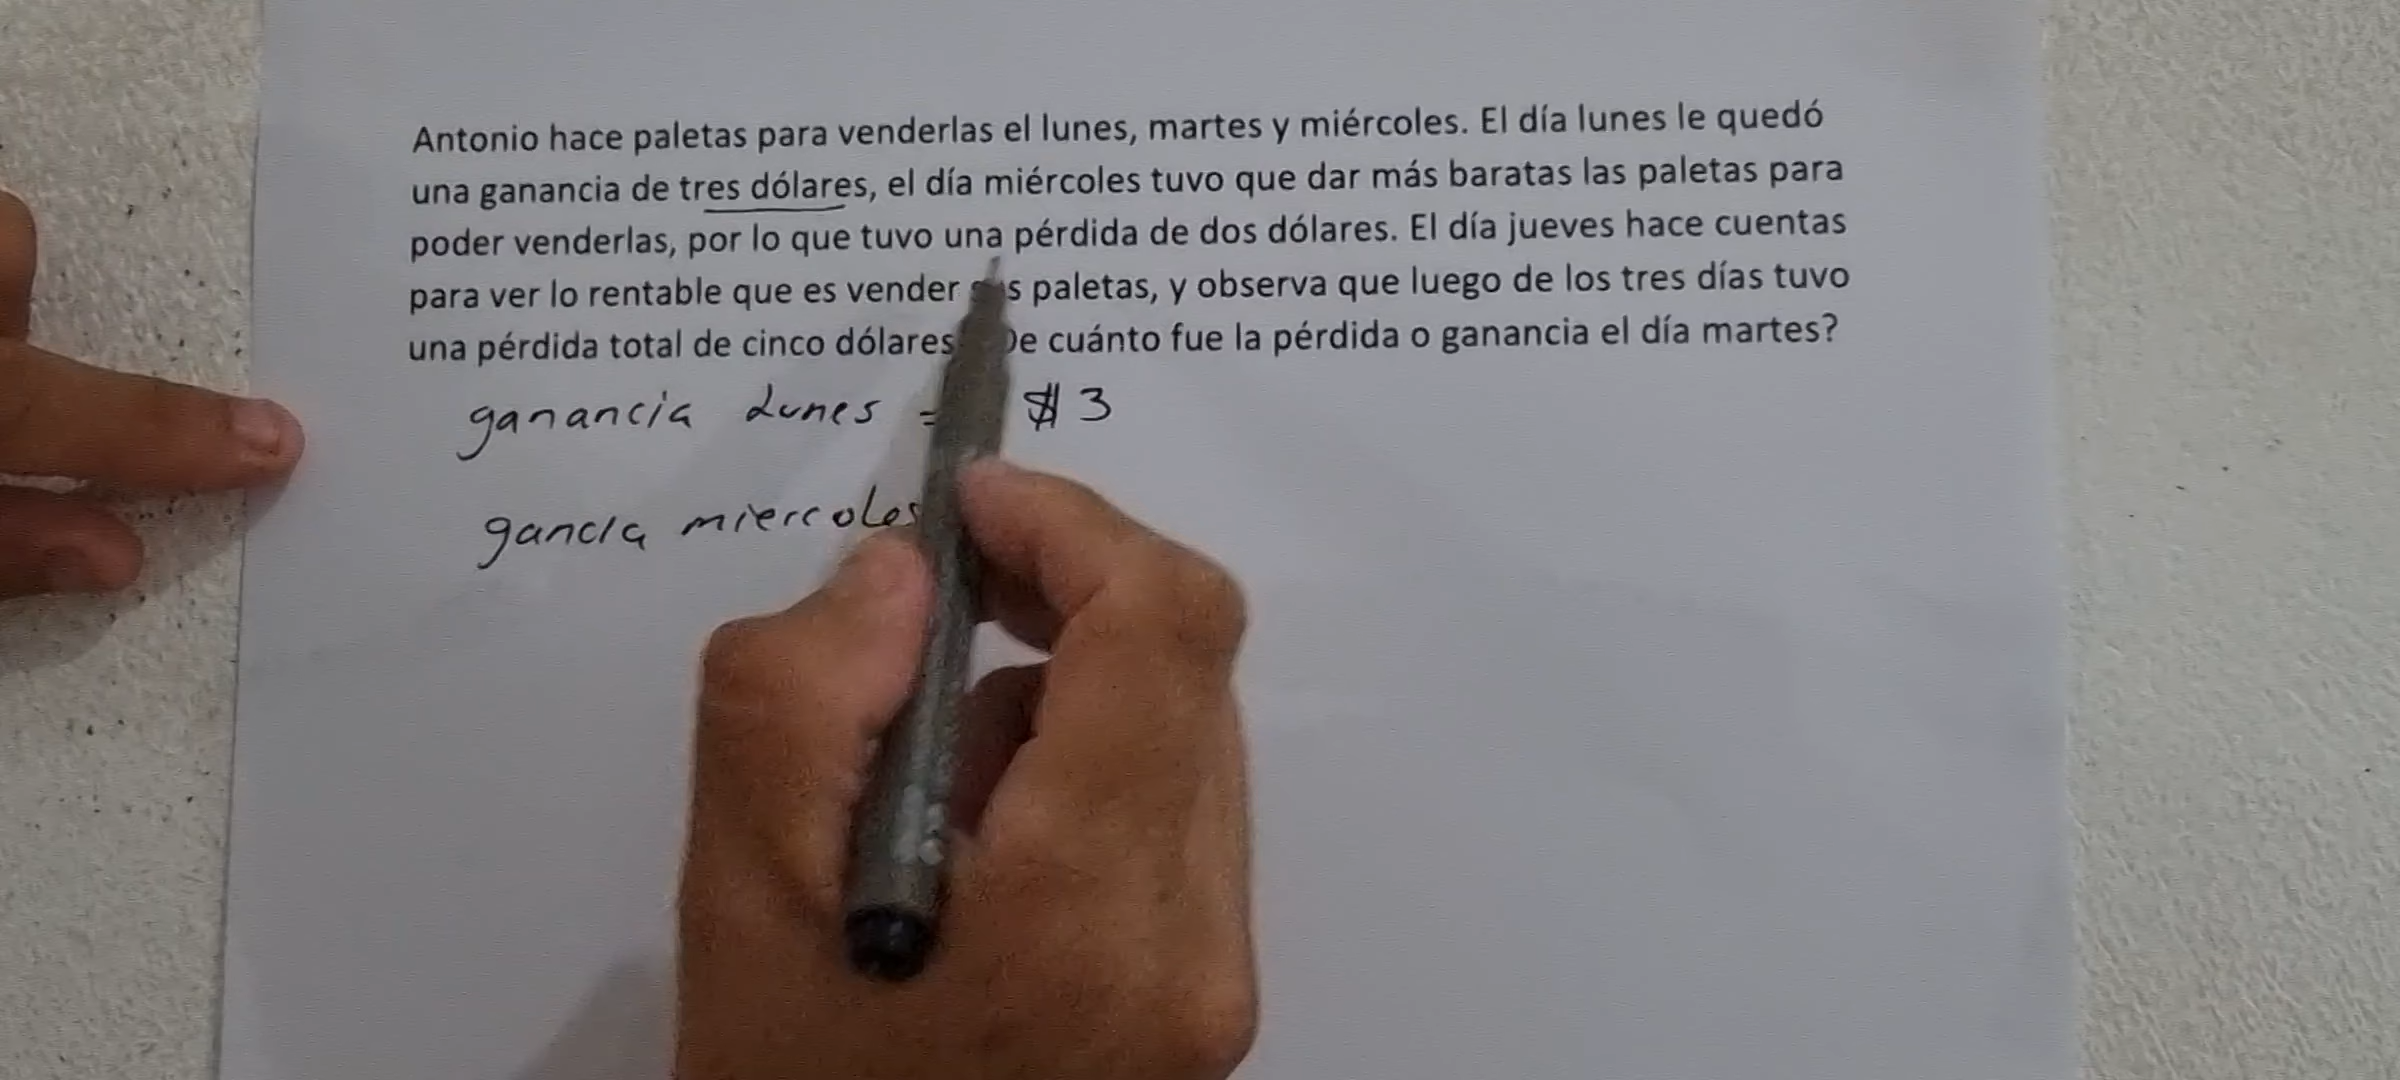 Antonio hace paletas para venderlas el lunes, martes y miércoles. El día lunes le quedó
una ganancia de tres dólares, el día miércoles tuvo que dar más baratas las paletas para
poder venderlas, por lo que tuvo una pérdida de dos dólares. El día jueves hace cuentas
para ver lo rentable que es vender paletas, y observa que luego de los tres días tuvo
una pérdida total de cinco dólares De cuánto fue la pérdida o ganancia el día martes?
ganancia Lunes = $ 3
gancia miercoles